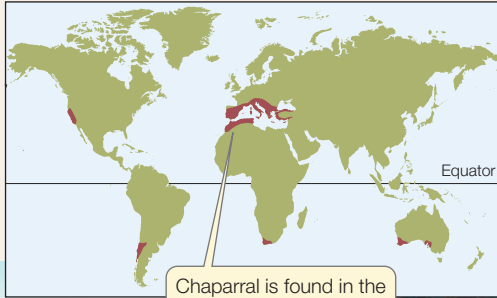 Equator
Chaparral is found in the